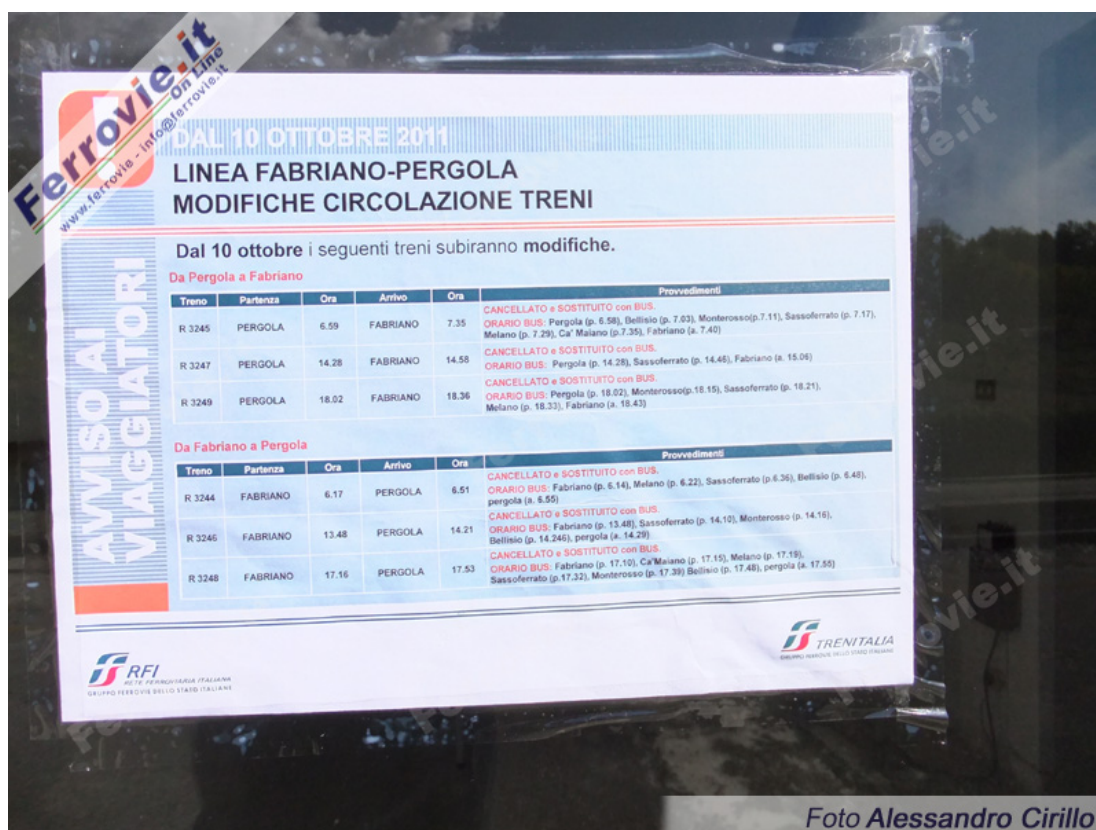 Ferrovie.it
On Line
www.ferrovie.it - info@ferrovie.it
DAL 10 OTTOBRE 2011
LINEA FABRIANO-PERGOLA
MODIFICHE CIRCOLAZIONE TRENI
AVVISO AI
VIAGGIATORI
Dal 10 ottobre i seguenti treni subiranno modifiche.
Da Pergola a Fabriano
Treno Partenza Ora Arrivo Ora Provvedimenti
R 3245 PERGOLA 6.59 FABRIANO 7.35 CANCELLATO e SOSTITUITO con BUS.
ORARIO BUS: Pergola (p. 6.58), Bellisio (p. 7.03), Monterosso(p.7.11), Sassoferrato (p. 7.17),
Melano (p. 7.29), Ca' Maiano (p.7.35), Fabriano (a. 7.40)
R 3247 PERGOLA 14.28 FABRIANO 14.58 CANCELLATO e SOSTITUITO con BUS.
ORARIO BUS: Pergola (p. 14.28), Sassoferrato (p. 14.46), Fabriano (a. 15.06)
R 3249 PERGOLA 18.02 FABRIANO 18.36 CANCELLATO e SOSTITUITO con BUS.
ORARIO BUS: Pergola (p. 18.02), Monterosso(p.18.15), Sassoferrato (p. 18.21),
Melano (p. 18.33), Fabriano (a. 18.43)
Da Fabriano a Pergola
Treno Partenza Ora Arrivo Ora Provvedimenti
R 3244 FABRIANO 6.17 PERGOLA 6.51 CANCELLATO e SOSTITUITO con BUS.
ORARIO BUS: Fabriano (p. 6.14), Melano (p. 6.22), Sassoferrato (p.6.36), Bellisio (p. 6.48),
pergola (a. 6.55)
R 3246 FABRIANO 13.48 PERGOLA 14.21 CANCELLATO e SOSTITUITO con BUS.
ORARIO BUS: Fabriano (p. 13.48), Sassoferrato (p. 14.10), Monterosso (p. 14.16),
Bellisio (p. 14.246), pergola (a. 14.29)
R 3248 FABRIANO 17.16 PERGOLA 17.53 CANCELLATO e SOSTITUITO con BUS.
ORARIO BUS: Fabriano (p. 17.10), Ca'Maiano (p. 17.15), Melano (p. 17.19),
Sassoferrato (p.17.32), Monterosso (p. 17.39) Bellisio (p. 17.48), pergola (a. 17.55)
RFI
RETE FERROVIARIA ITALIANA
GRUPPO FERROVIE DELLO STATO ITALIANE
TRENITALIA
GRUPPO FERROVIE DELLO STATO ITALIANE
Foto Alessandro Cirillo